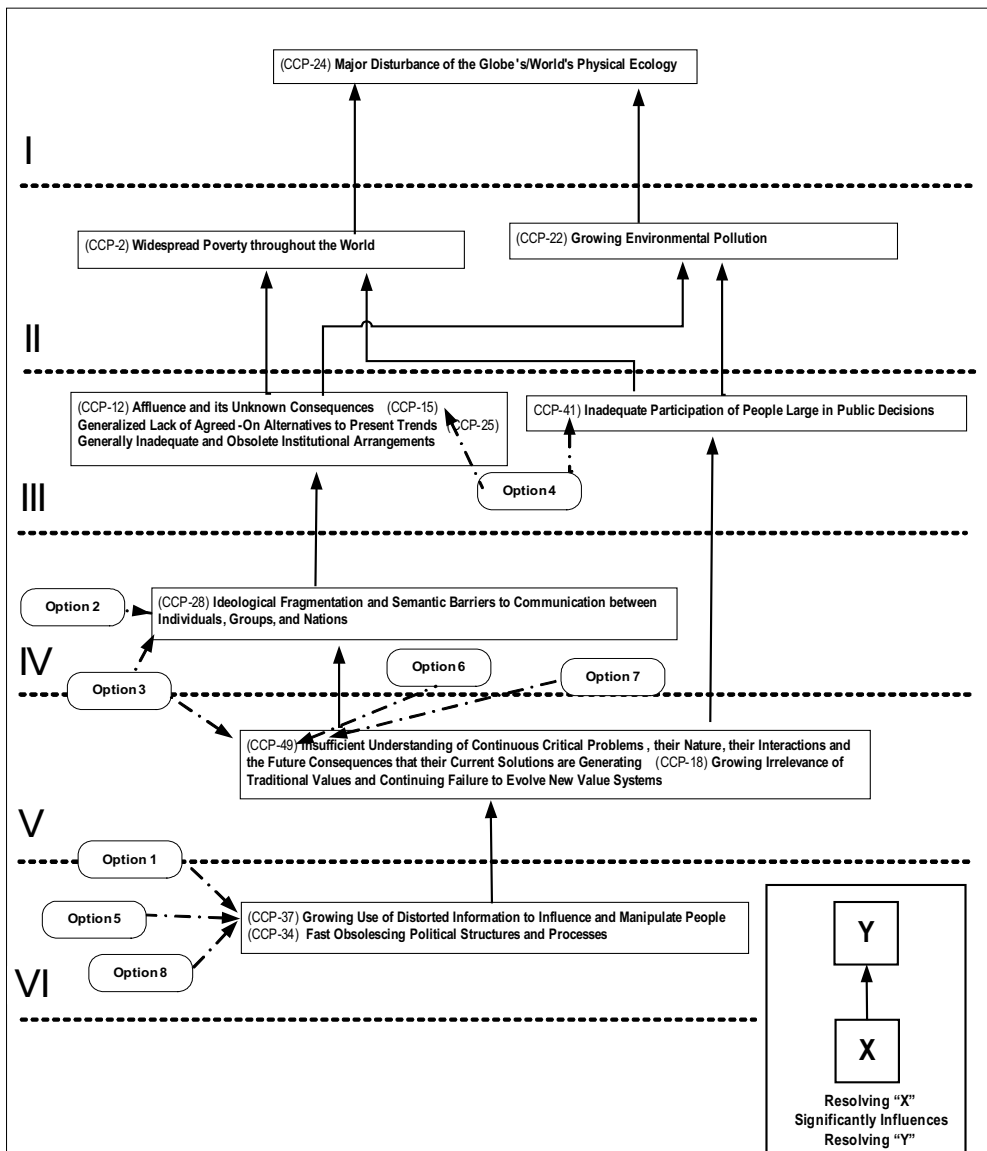 (CCP-24) Major Disturbance of the Globe's/World's Physical Ecology
I
(CCP-2) Widespread Poverty throughout the World
(CCP-22) Growing Environmental Pollution
II
(CCP-12) Affluence and its Unknown Consequences (CCP-15)
Generalized Lack of Agreed-On Alternatives to Present Trends (CCP-25)
Generally Inadequate and Obsolete Institutional Arrangements
CCP-41) Inadequate Participation of People Large in Public Decisions
Option 4
III
(CCP-28) Ideological Fragmentation and Semantic Barriers to Communication between
Individuals, Groups, and Nations
Option 2
IV
Option 3
Option 6
Option 7
(CCP-49) Insufficient Understanding of Continuous Critical Problems, their Nature, their Interactions and
the Future Consequences that their Current Solutions are Generating (CCP-18) Growing Irrelevance of
Traditional Values and Continuing Failure to Evolve New Value Systems
V
Option 1
Option 5
(CCP-37) Growing Use of Distorted Information to Influence and Manipulate People
(CCP-34) Fast Obsolescing Political Structures and Processes
Option 8
VI
Y
X
Resolving "X"
Significantly Influences
Resolving "Y"